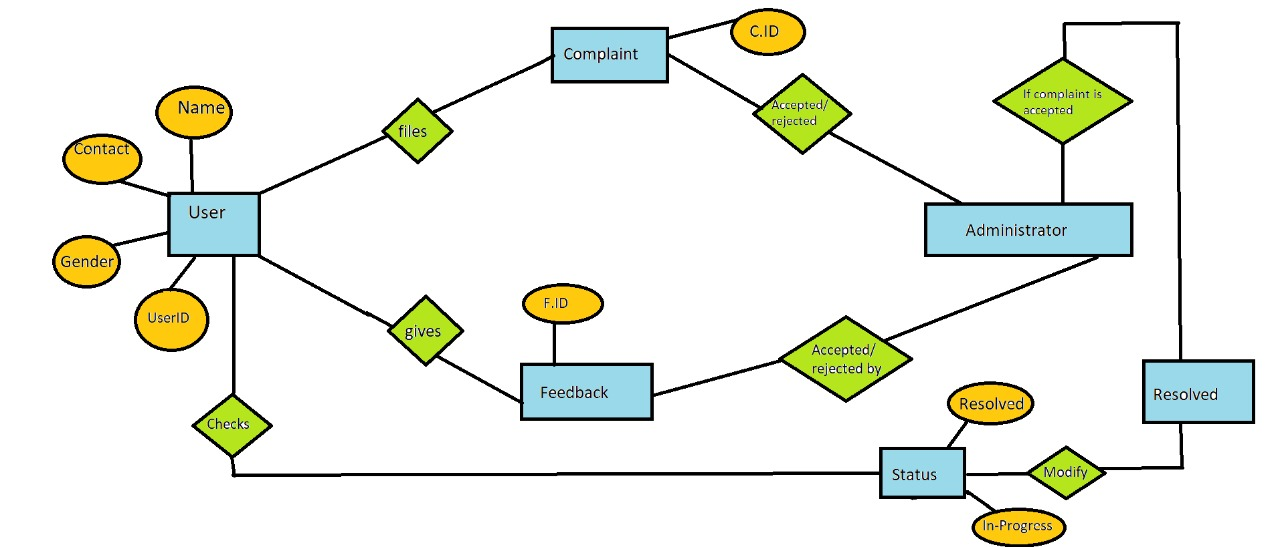 C.ID
Complaint
If complaint is
accepted
Name
Accepted/
rejected
files
Contact
User
Administrator
Gender
F.ID
UserID
gives
Accepted/
rejected by
Feedback
Resolved
Resolved
Checks
Status
Modify
In-Progress